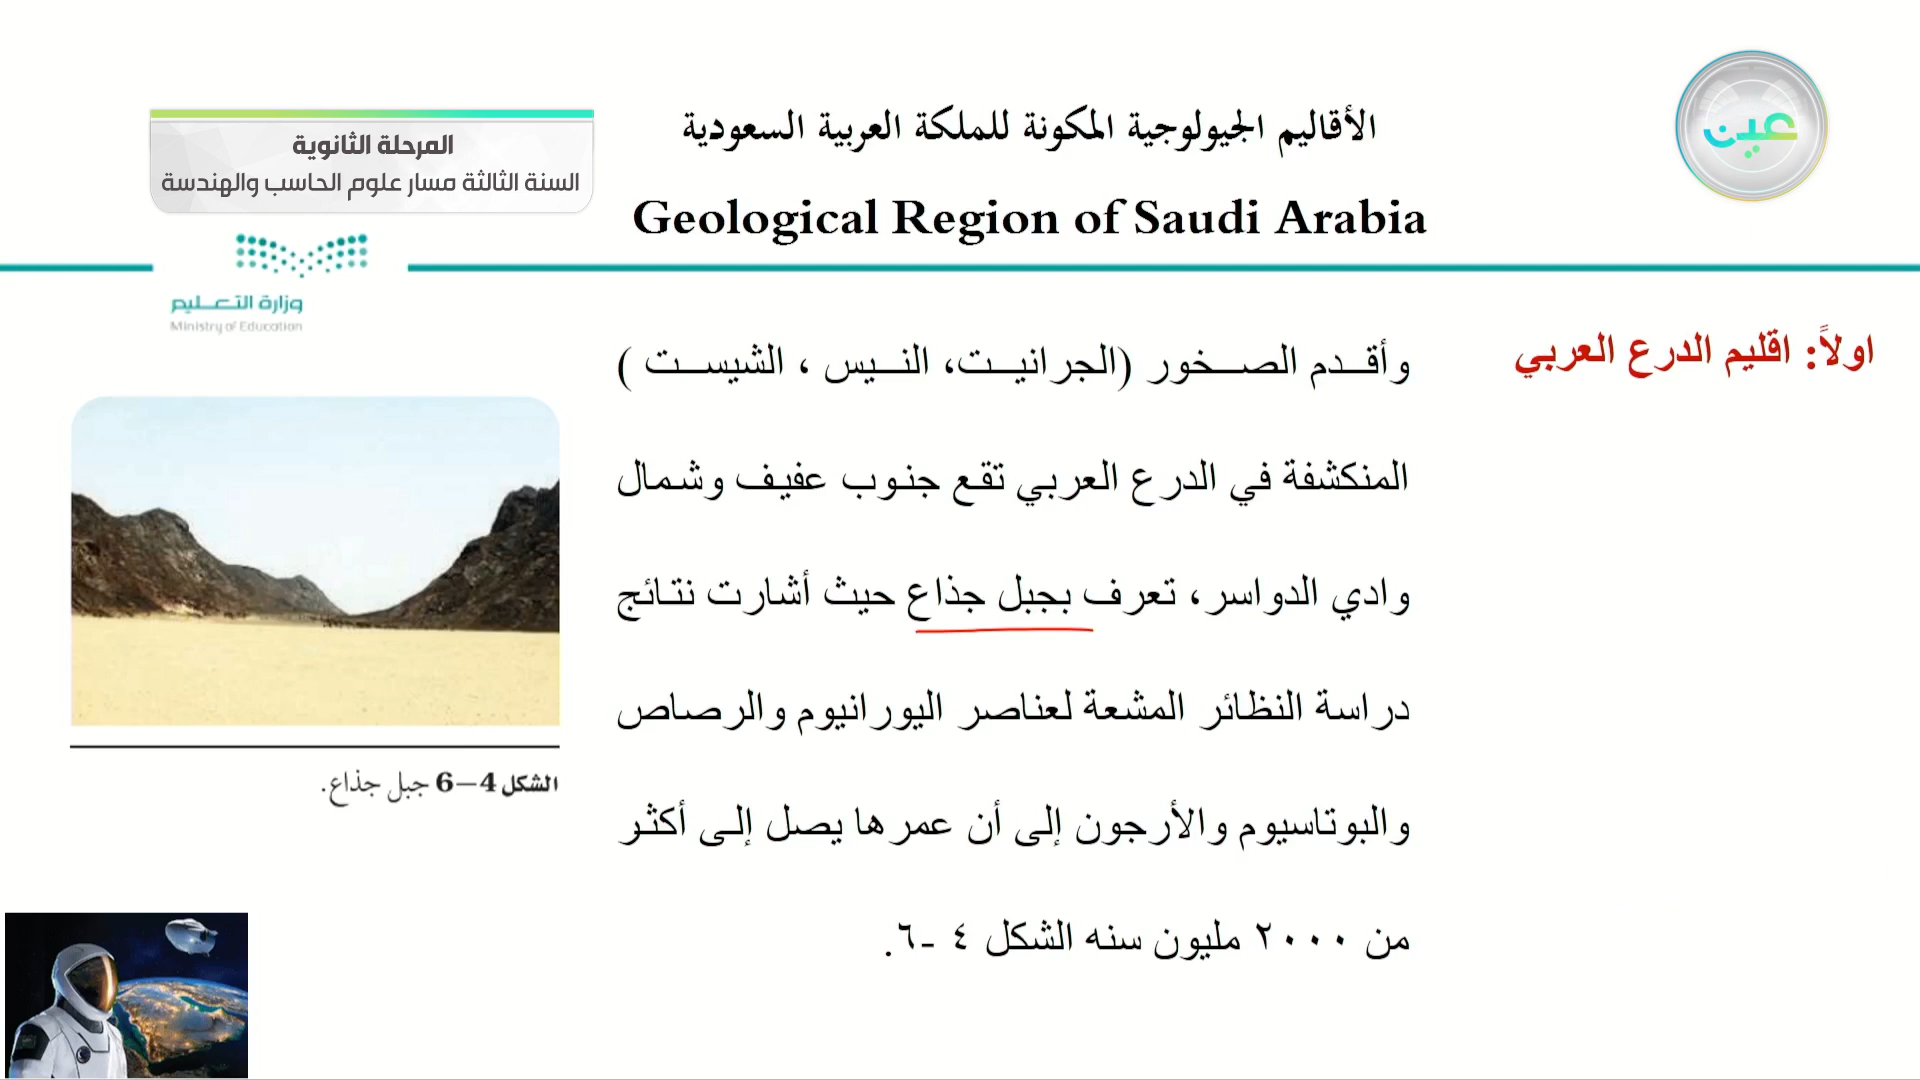 عين
الأقاليم الجيولوجية المكونة للملكة العربية السعودية
Geological Region of Saudi Arabia
المرحلة الثانوية
السنة الثالثة مسار علوم الحاسب والهندسة
وزارة التعليم
Ministry of Education
اولاً: اقليم الدرع العربي
وأقدم الصخور (الجرانيت، النيس ، الشيست )
المنكشفة في الدرع العربي تقع جنوب عفيف وشمال
وادي الدواسر، تعرف بجبل جذاع حيث أشارت نتائج
دراسة النظائر المشعة لعناصر اليورانيوم والرصاص
والبوتاسيوم والأرجون إلى أن عمرها يصل إلى أكثر
من ٢٠٠٠ مليون سنه الشكل ٤ -٦.
الشكل 4–6 جبل جذاع.